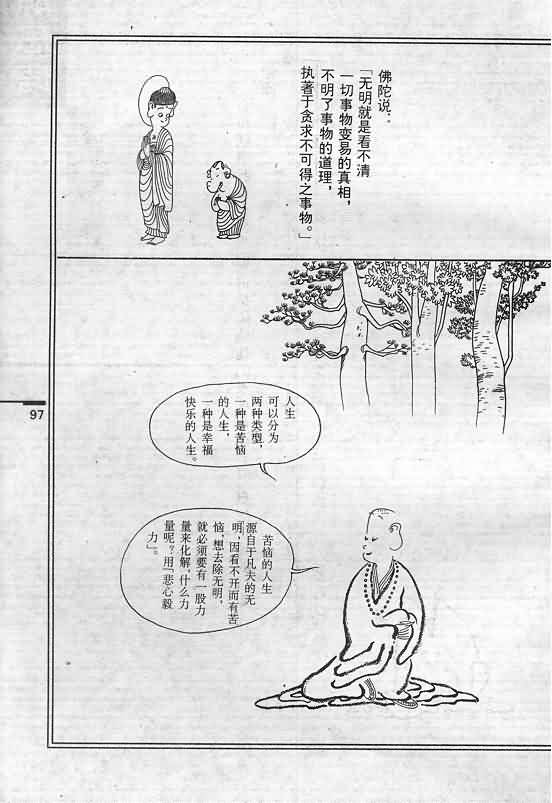 佛陀说：
「无明就是看不清
一切事物变易的真相，
不明了事物的道理，
执著于贪求不可得之事物。」
人生
可以分为
两种类型，
一种是苦恼
的人生，
一种是幸福
快乐的人生。
苦恼的人生
源自于凡夫的无
明，因看不开而有苦
恼，想去除无明，
就必须要有一股力
量来化解，什么力
量呢？用「悲心毅
力」。
97